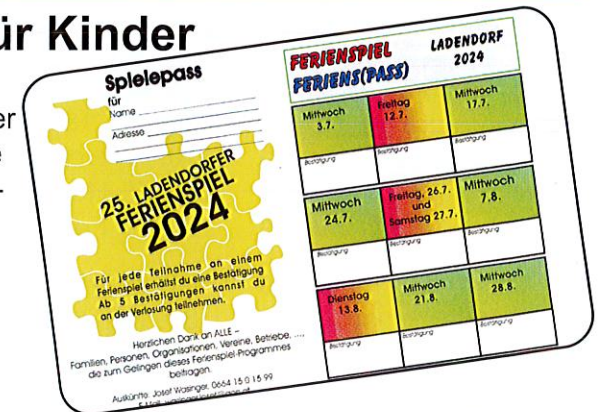 ür Kinder
er
e
-
Spielepass
für
Name
Adresse
25. LADENDORFER
FERIENSPIEL
2024
Für jede Teilnahme an einem
Ferienspiel erhältst du eine Bestätigung
Ab 5 Bestätigungen kannst du
an der Verlosung teilnehmen.
Herzlichen Dank an ALLE –
Familien, Personen, Organisationen, Vereine, Betriebe, ...,
die zum Gelingen dieses Ferienspiel-Programmes
beitragen.
Auskünfte: Josef Wasinger, 0664 15 0 15 99
FERIENSPIEL
FERIENS(PASS)
LADENDORF
2024
Mittwoch
3.7.
Freitag
12.7.
Mittwoch
17.7.
Bestätigung
Bestätigung
Bestätigung
Mittwoch
24.7.
Freitag, 26.7.
und
Samstag 27.7.
Mittwoch
7.8.
Bestätigung
Bestätigung
Bestätigung
Dienstag
13.8.
Mittwoch
21.8.
Mittwoch
28.8.
Bestätigung
Bestätigung
Bestätigung